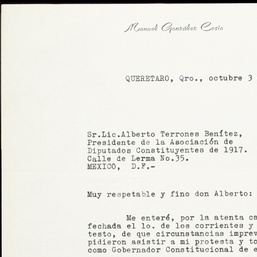 Manuel González Cosío
QUERETARO, Qro., octubre 3
Sr.Lic.Alberto Terrones Benítez,
Presidente de la Asociación de
Diputados Constituyentes de 1917.
Calle de Lerma No.35.
MEXICO, D.F.-
Muy respetable y fino don Alberto:
Me enteré, por la atenta ca
fechada el lo. de los corrientes y
testo, de que circunstancias imprev
pidieron asistir a mi protesta y to
como Gobernador Constitucional de e